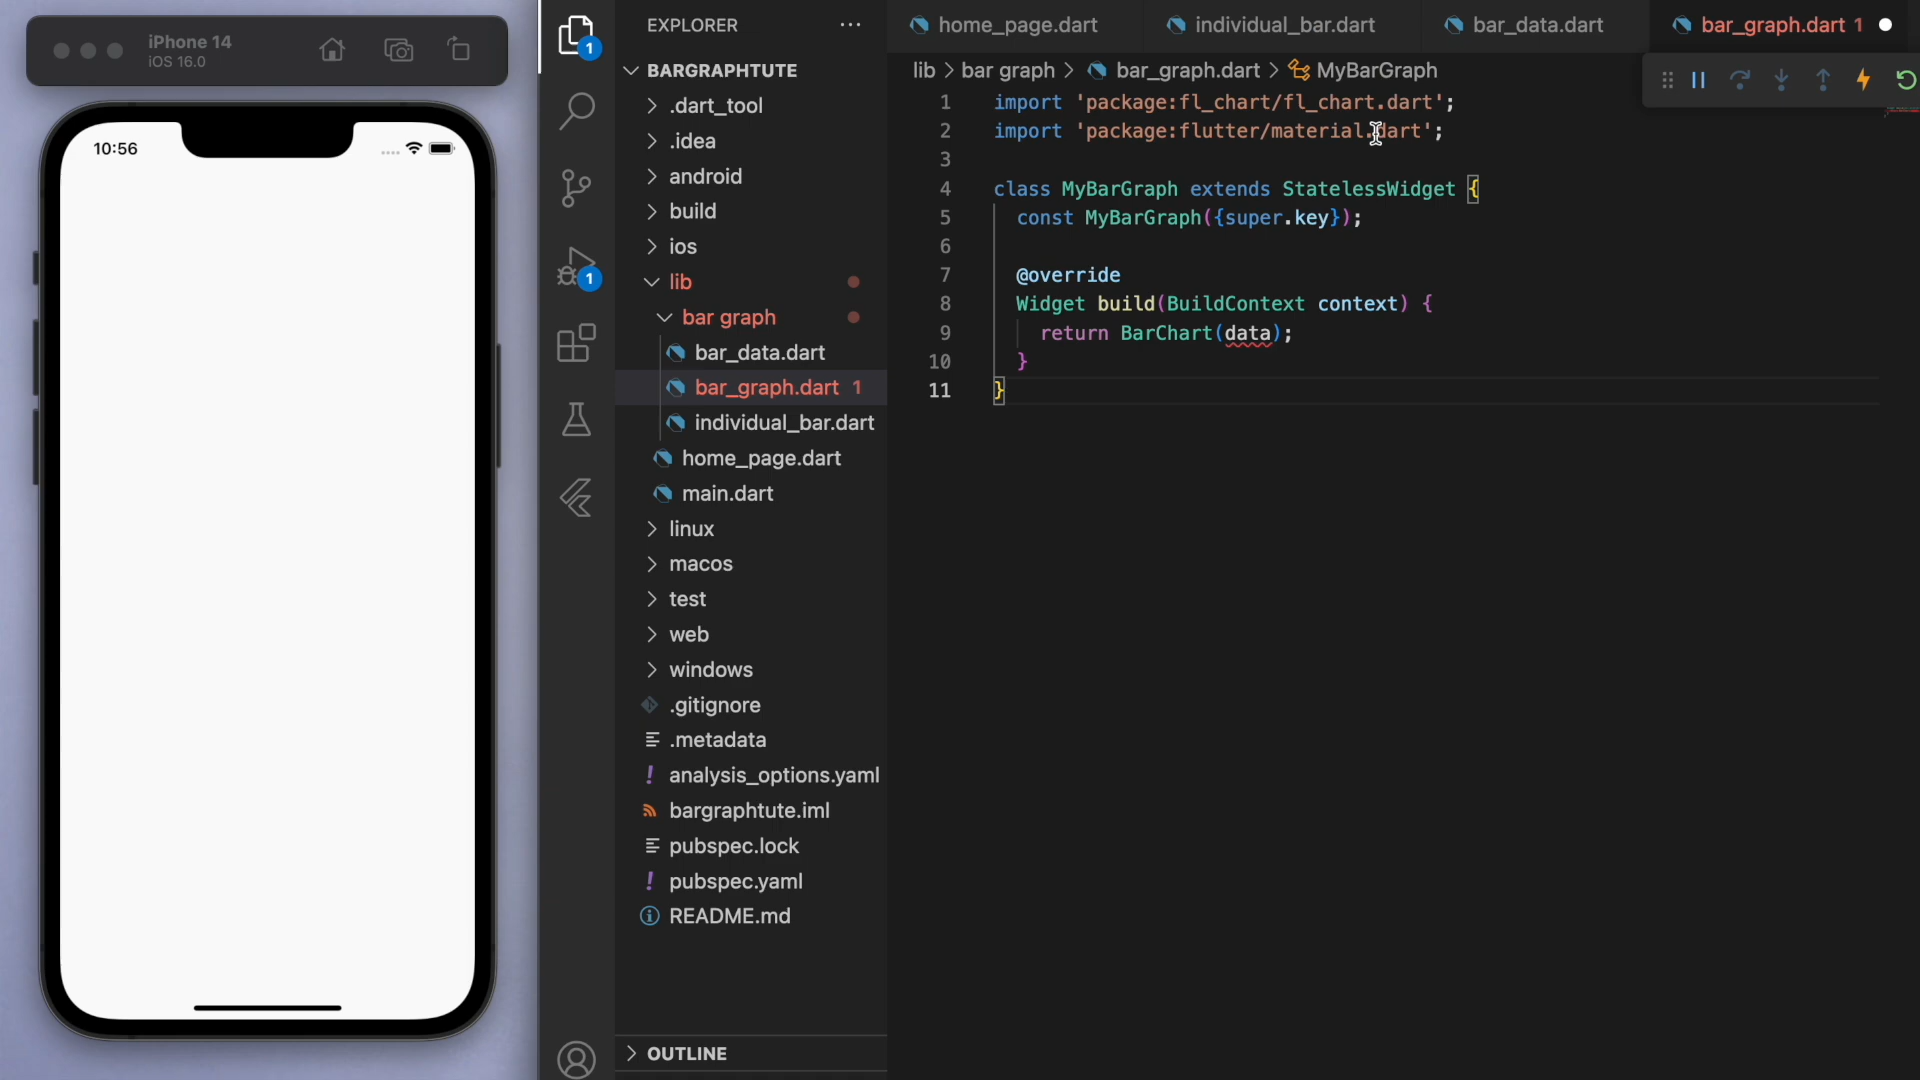 iPhone 14
iOS 16.0
10:56
1
1
EXPLORER
BARGRAPHTUTE
.dart_tool
.idea
android
build
ios
lib
bar graph
bar_data.dart
bar_graph.dart 1
individual_bar.dart
home_page.dart
main.dart
linux
macos
test
web
windows
.gitignore
.metadata
! analysis_options.yaml
bargraphtute.iml
pubspec.lock
! pubspec.yaml
README.md
OUTLINE
home_page.dart individual_bar.dart bar_data.dart bar_graph.dart 1
lib > bar graph > bar_graph.dart > MyBarGraph
1 import 'package:fl_chart/fl_chart.dart';
2 import 'package:flutter/material.dart';
3
4 class MyBarGraph extends StatelessWidget {
5 const MyBarGraph({super.key});
6
7 @override
8 Widget build(BuildContext context) {
9 return BarChart(data);
10 }
11 }